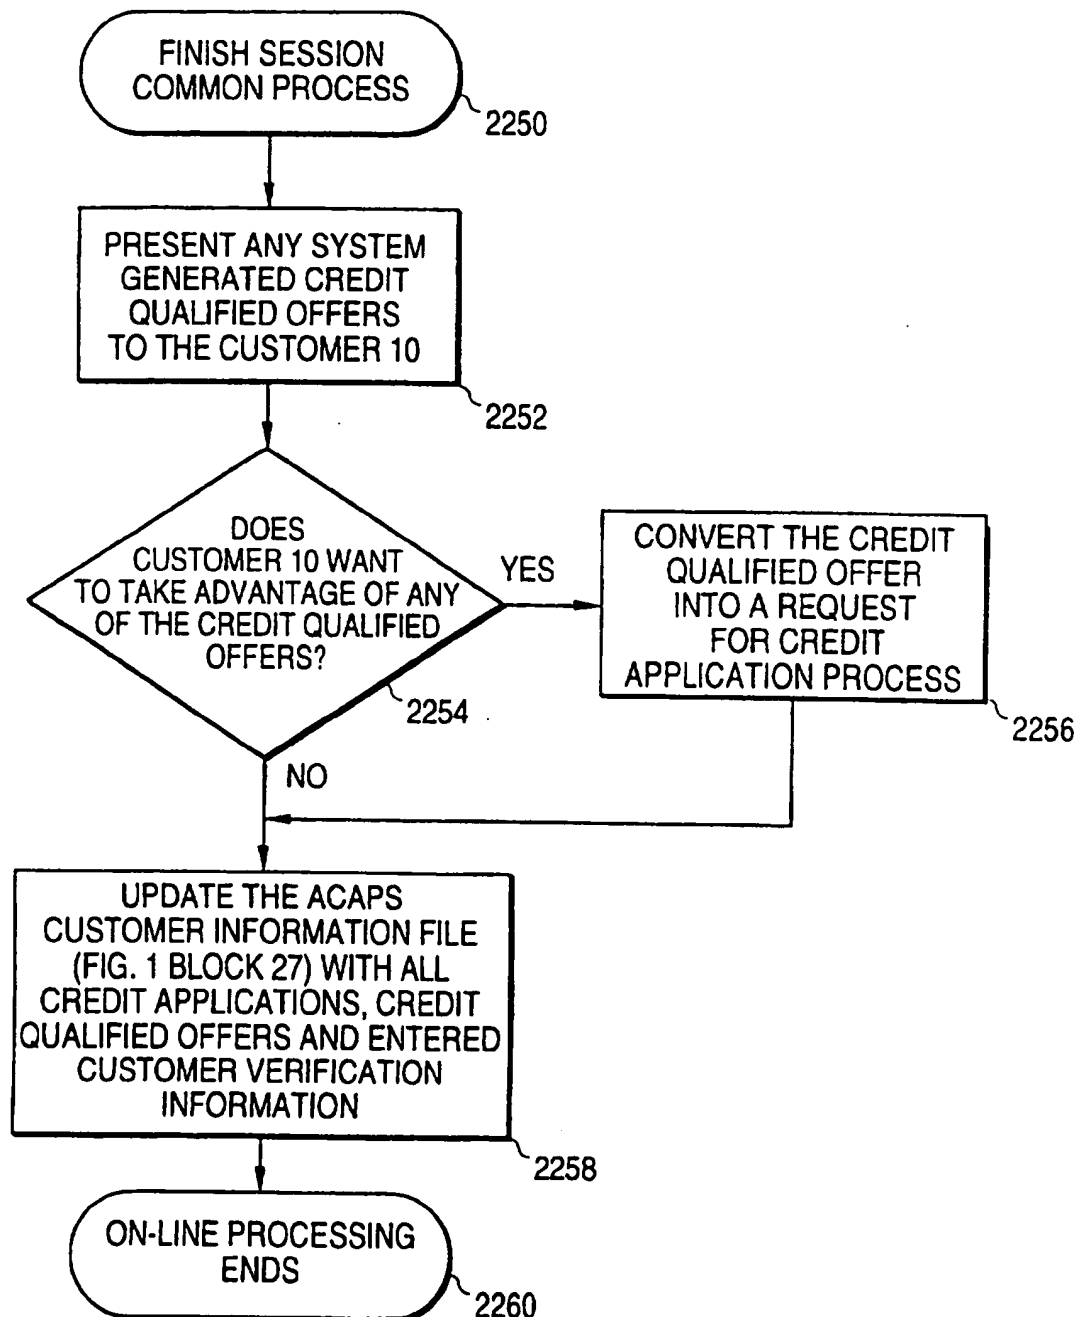 FINISH SESSION
COMMON PROCESS
2250
PRESENT ANY SYSTEM
GENERATED CREDIT
QUALIFIED OFFERS
TO THE CUSTOMER 10
2252
DOES
CUSTOMER 10 WANT
TO TAKE ADVANTAGE OF ANY
OF THE CREDIT QUALIFIED
OFFERS?
2254
YES
CONVERT THE CREDIT
QUALIFIED OFFER
INTO A REQUEST
FOR CREDIT
APPLICATION PROCESS
2256
NO
UPDATE THE ACAPS
CUSTOMER INFORMATION FILE
(FIG. 1 BLOCK 27) WITH ALL
CREDIT APPLICATIONS, CREDIT
QUALIFIED OFFERS AND ENTERED
CUSTOMER VERIFICATION
INFORMATION
2258
ON-LINE PROCESSING
ENDS
2260